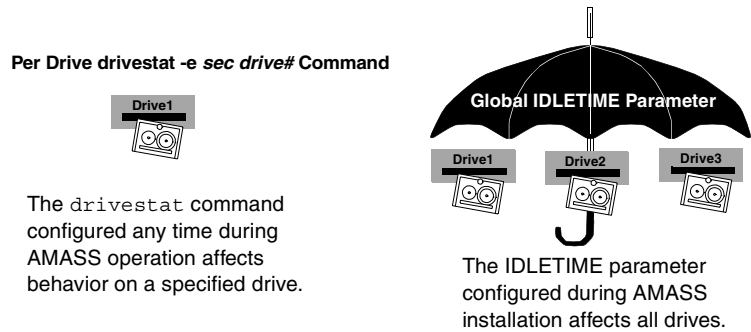 Per Drive drivestat -e sec drive# Command
Drive1
The drivestat command
configured any time during
AMASS operation affects
behavior on a specified drive.
Global IDLETIME Parameter
Drive1
Drive2
Drive3
The IDLETIME parameter
configured during AMASS
installation affects all drives.